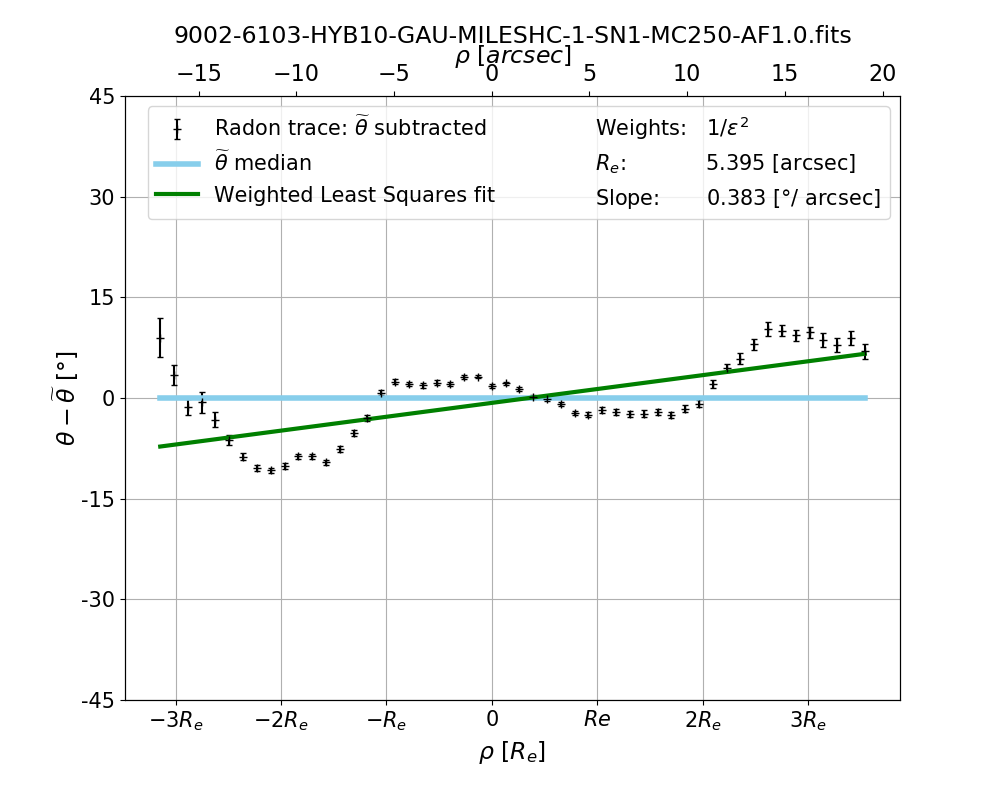 9002-6103-HYB10-GAU-MILESHC-1-SN1-MC250-AF1.0.fits
ρ [arcsec]
−15 −10 −5 0 5 10 15 20
Radon trace: θ̃ subtracted
θ̃ median
Weighted Least Squares fit
Weights: 1/ε²
Rₑ: 5.395 [arcsec]
Slope: 0.383 [°/ arcsec]
θ − θ̃ [°]
45
30
15
0
-15
-30
-45
−3Rₑ −2Rₑ −Rₑ 0 Re 2Rₑ 3Rₑ
ρ [Rₑ]